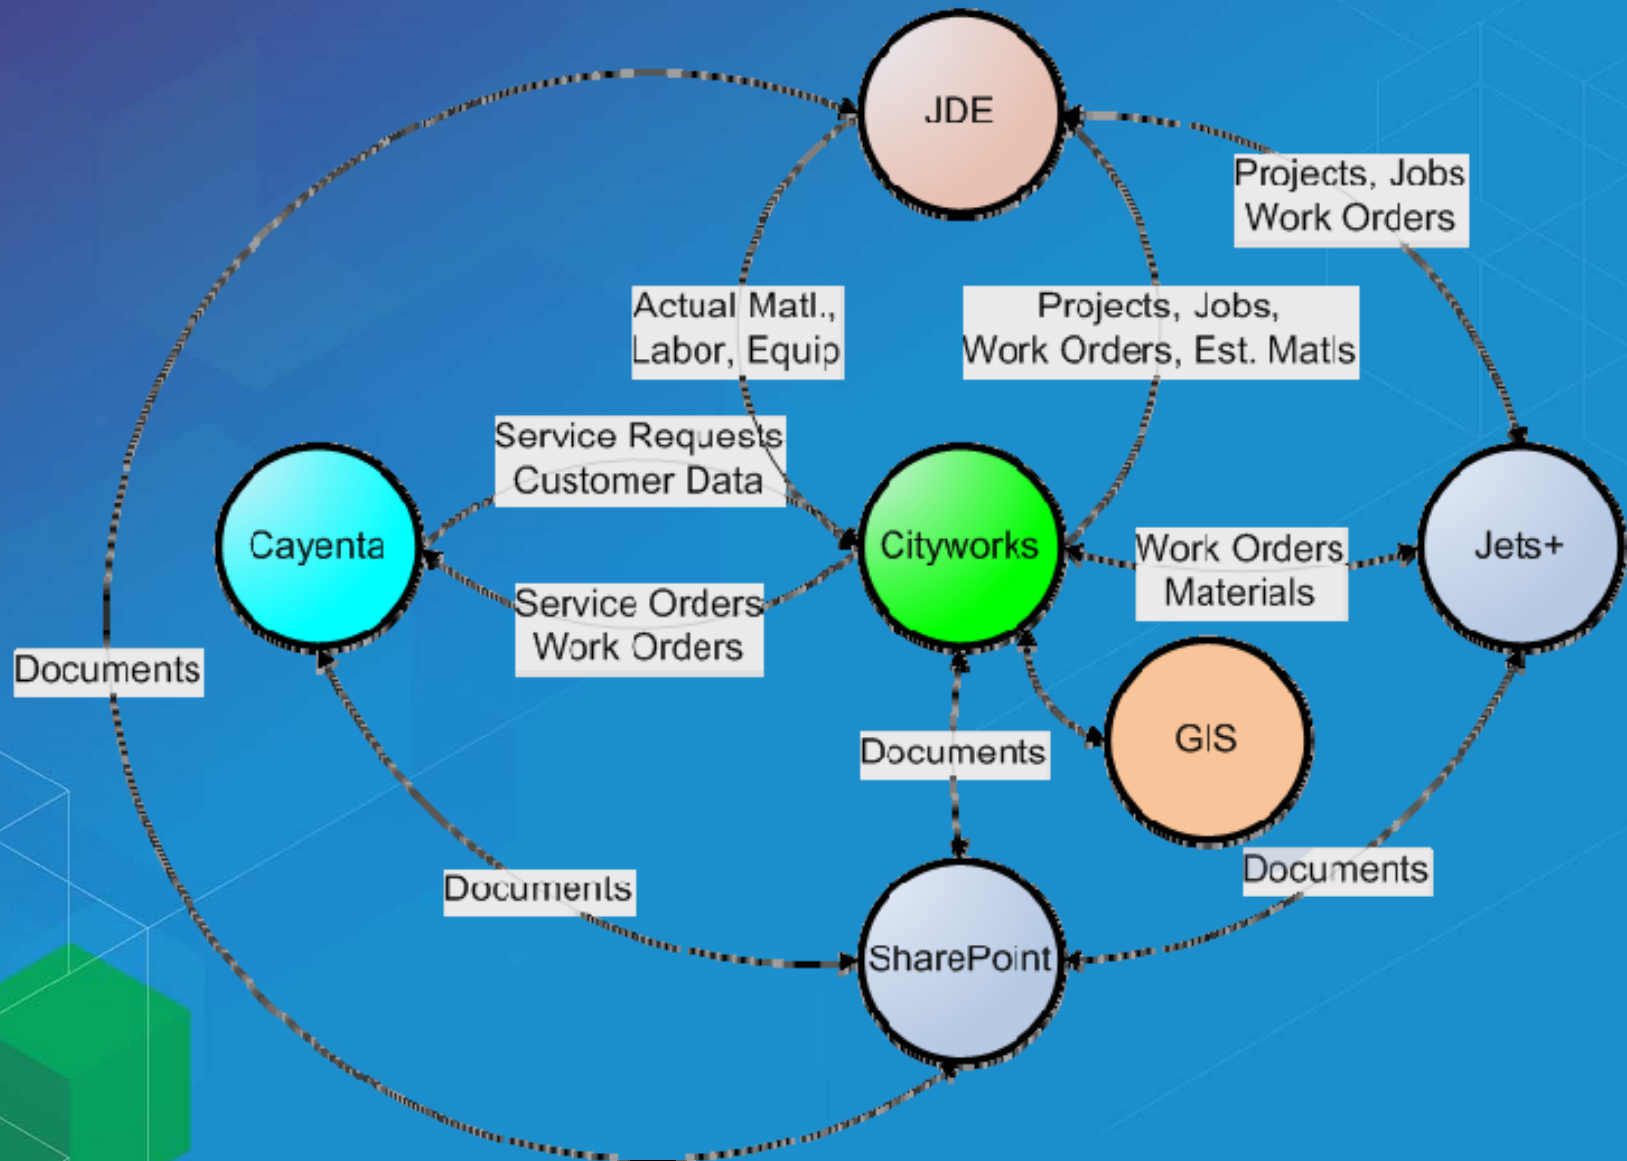 JDE
Projects, Jobs
Work Orders
Actual Matl.,
Labor, Equip
Projects, Jobs,
Work Orders, Est. Matls
Service Requests
Customer Data
Cayenta
Cityworks
Jets+
Work Orders
Materials
Service Orders
Work Orders
Documents
GIS
Documents
Documents
Documents
SharePoint